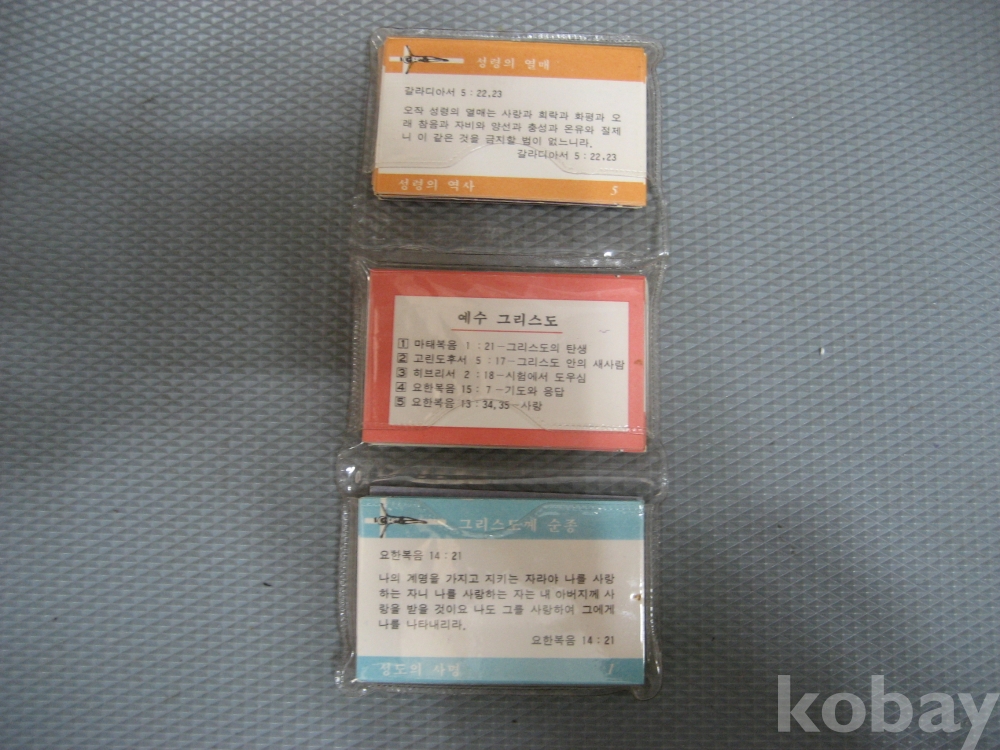 성령의 열매
갈라디아서 5 : 22,23
오직 성령의 열매는 사랑과 희락과 화평과 오
래 참음과 자비와 양선과 충성과 온유와 절제
니 이 같은 것을 금지할 법이 없느니라.
갈라디아서 5 : 22,23
성령의 역사 5
예수 그리스도
1 마태복음 1 : 21-그리스도의 탄생
2 고린도후서 5 : 17-그리스도 안의 새사람
3 히브리서 2 : 18-시험에서 도우심
4 요한복음 15 : 7-기도와 응답
5 요한복음 13 : 34,35-사랑
그리스도께 순종
요한복음 14 : 21
나의 계명을 가지고 지키는 자라야 나를 사랑
하는 자니 나를 사랑하는 자는 내 아버지께 사
랑을 받을 것이요 나도 그를 사랑하여 그에게
나를 나타내리라.
요한복음 14 : 21
성도의 사명 1
kobay